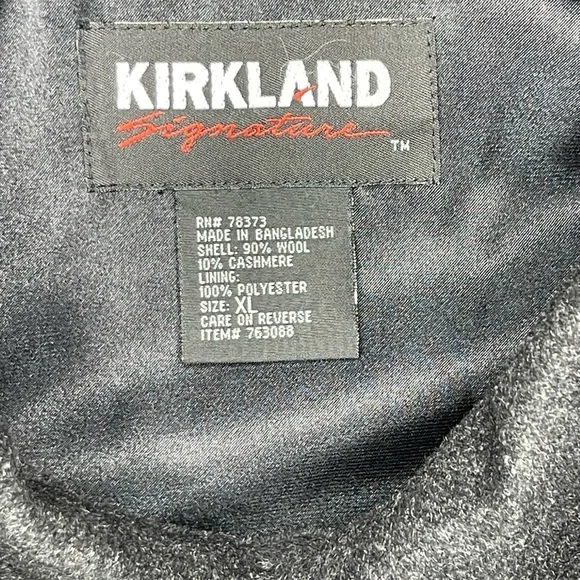 KIRKLAND
Signature
TM
RN# 78373
MADE IN BANGLADESH
SHELL: 90% WOOL
10% CASHMERE
LINING:
100% POLYESTER
SIZE: XL
CARE ON REVERSE
ITEM# 763088